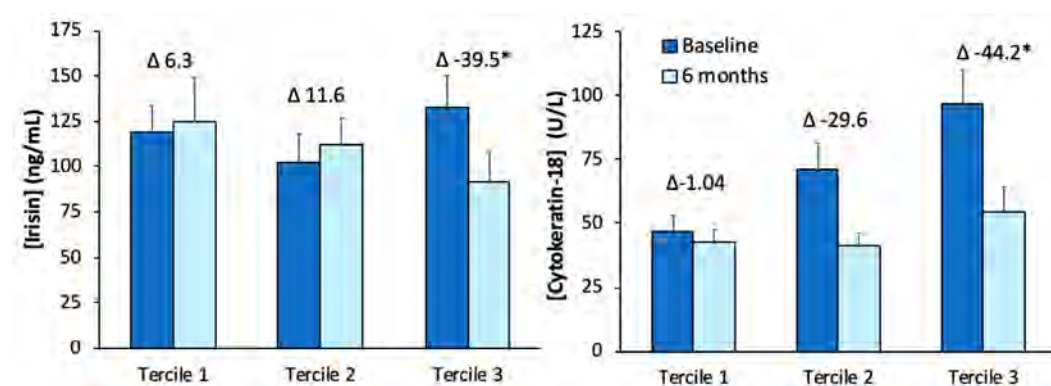 [Irisin] (ng/mL)
175
150
125
100
75
50
25
0
Δ 6.3
Δ 11.6
Δ -39.5*
Tercile 1
Tercile 2
Tercile 3
[Cytokeratin-18] (U/L)
125
100
75
50
25
0
Baseline
6 months
Δ-1.04
Δ -29.6
Δ -44.2*
Tercile 1
Tercile 2
Tercile 3